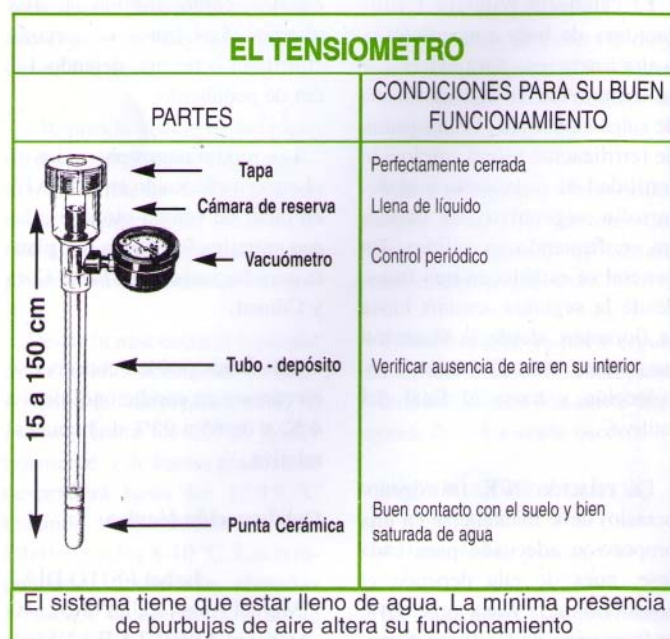 EL TENSIOMETRO
PARTES
CONDICIONES PARA SU BUEN
FUNCIONAMIENTO
Tapa
Perfectamente cerrada
Cámara de reserva
Llena de líquido
Vacuómetro
Control periódico
15 a 150 cm
Tubo - depósito
Verificar ausencia de aire en su interior
Punta Cerámica
Buen contacto con el suelo y bien
saturada de agua
El sistema tiene que estar lleno de agua. La mínima presencia
de burbujas de aire altera su funcionamiento